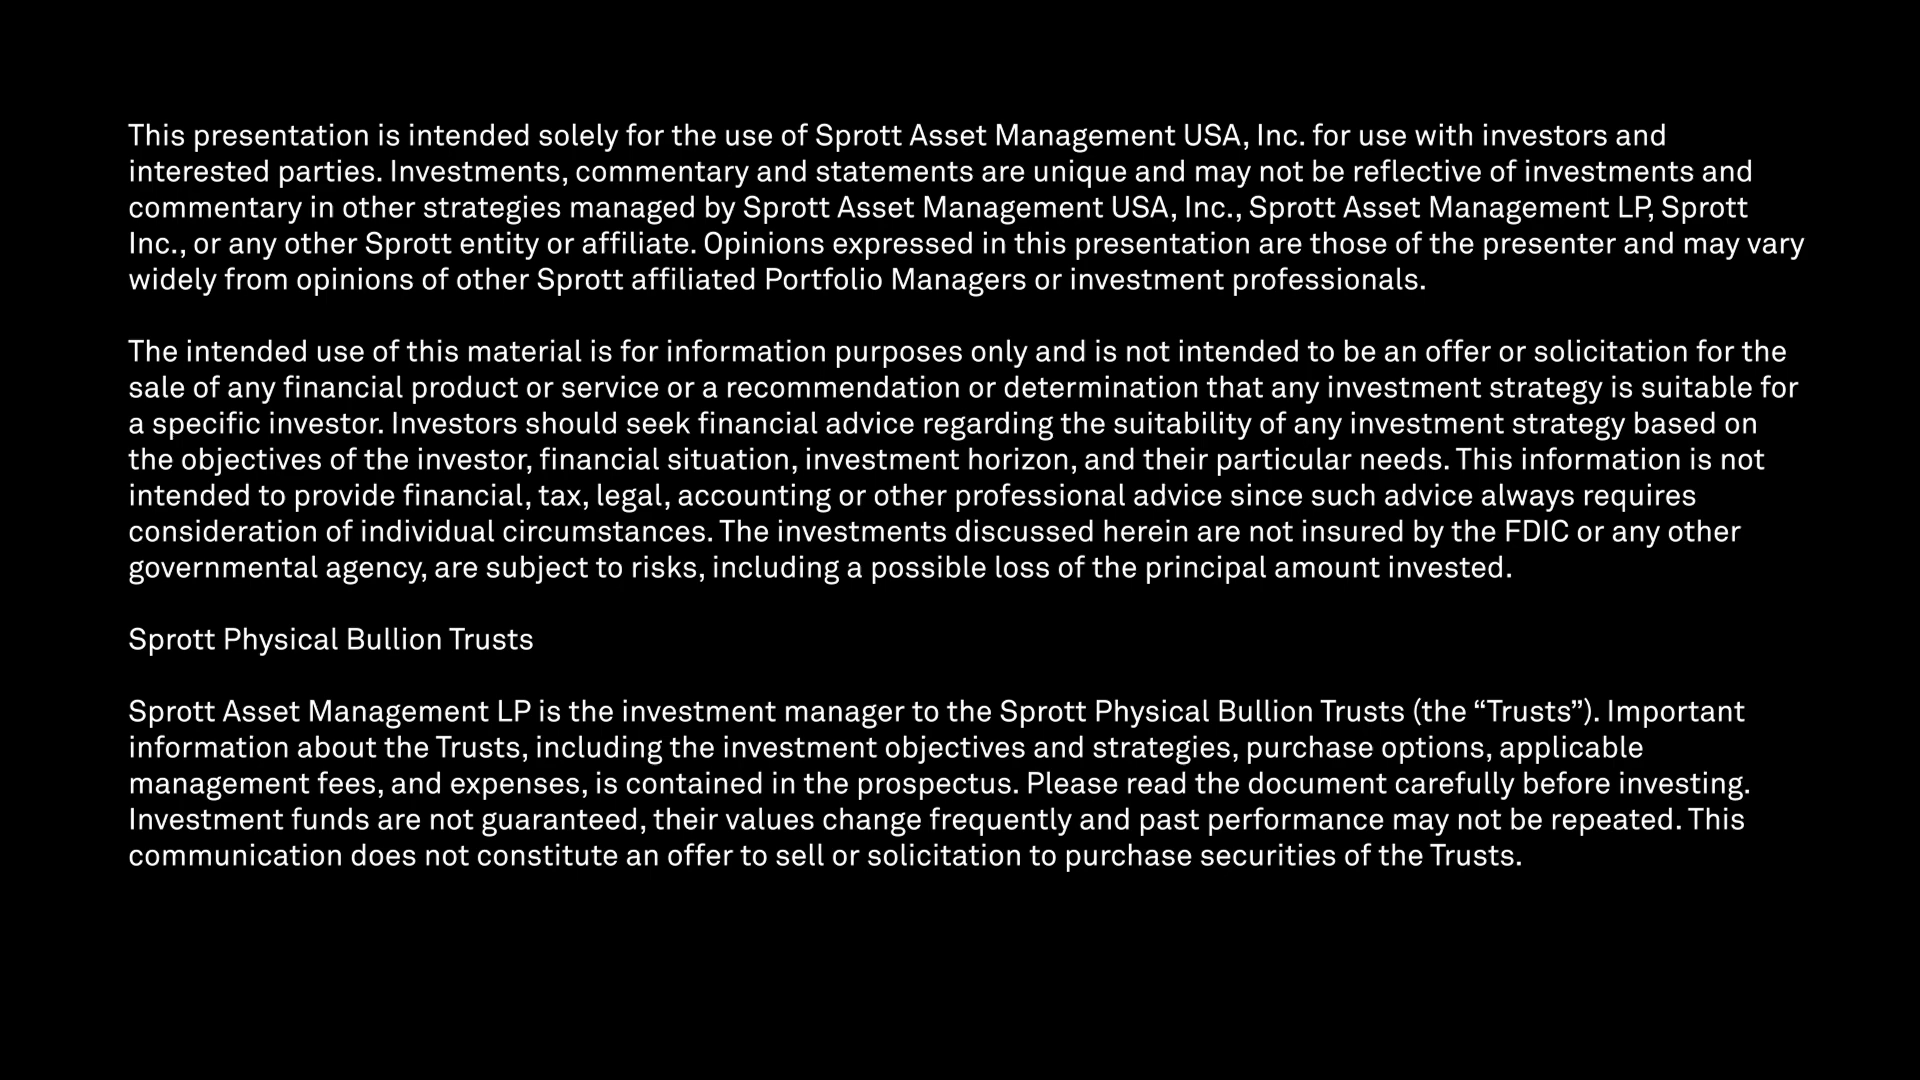 This presentation is intended solely for the use of Sprott Asset Management USA, Inc. for use with investors and
interested parties. Investments, commentary and statements are unique and may not be reflective of investments and
commentary in other strategies managed by Sprott Asset Management USA, Inc., Sprott Asset Management LP, Sprott
Inc., or any other Sprott entity or affiliate. Opinions expressed in this presentation are those of the presenter and may vary
widely from opinions of other Sprott affiliated Portfolio Managers or investment professionals.
The intended use of this material is for information purposes only and is not intended to be an offer or solicitation for the
sale of any financial product or service or a recommendation or determination that any investment strategy is suitable for
a specific investor. Investors should seek financial advice regarding the suitability of any investment strategy based on
the objectives of the investor, financial situation, investment horizon, and their particular needs. This information is not
intended to provide financial, tax, legal, accounting or other professional advice since such advice always requires
consideration of individual circumstances. The investments discussed herein are not insured by the FDIC or any other
governmental agency, are subject to risks, including a possible loss of the principal amount invested.
Sprott Physical Bullion Trusts
Sprott Asset Management LP is the investment manager to the Sprott Physical Bullion Trusts (the “Trusts”). Important
information about the Trusts, including the investment objectives and strategies, purchase options, applicable
management fees, and expenses, is contained in the prospectus. Please read the document carefully before investing.
Investment funds are not guaranteed, their values change frequently and past performance may not be repeated. This
communication does not constitute an offer to sell or solicitation to purchase securities of the Trusts.